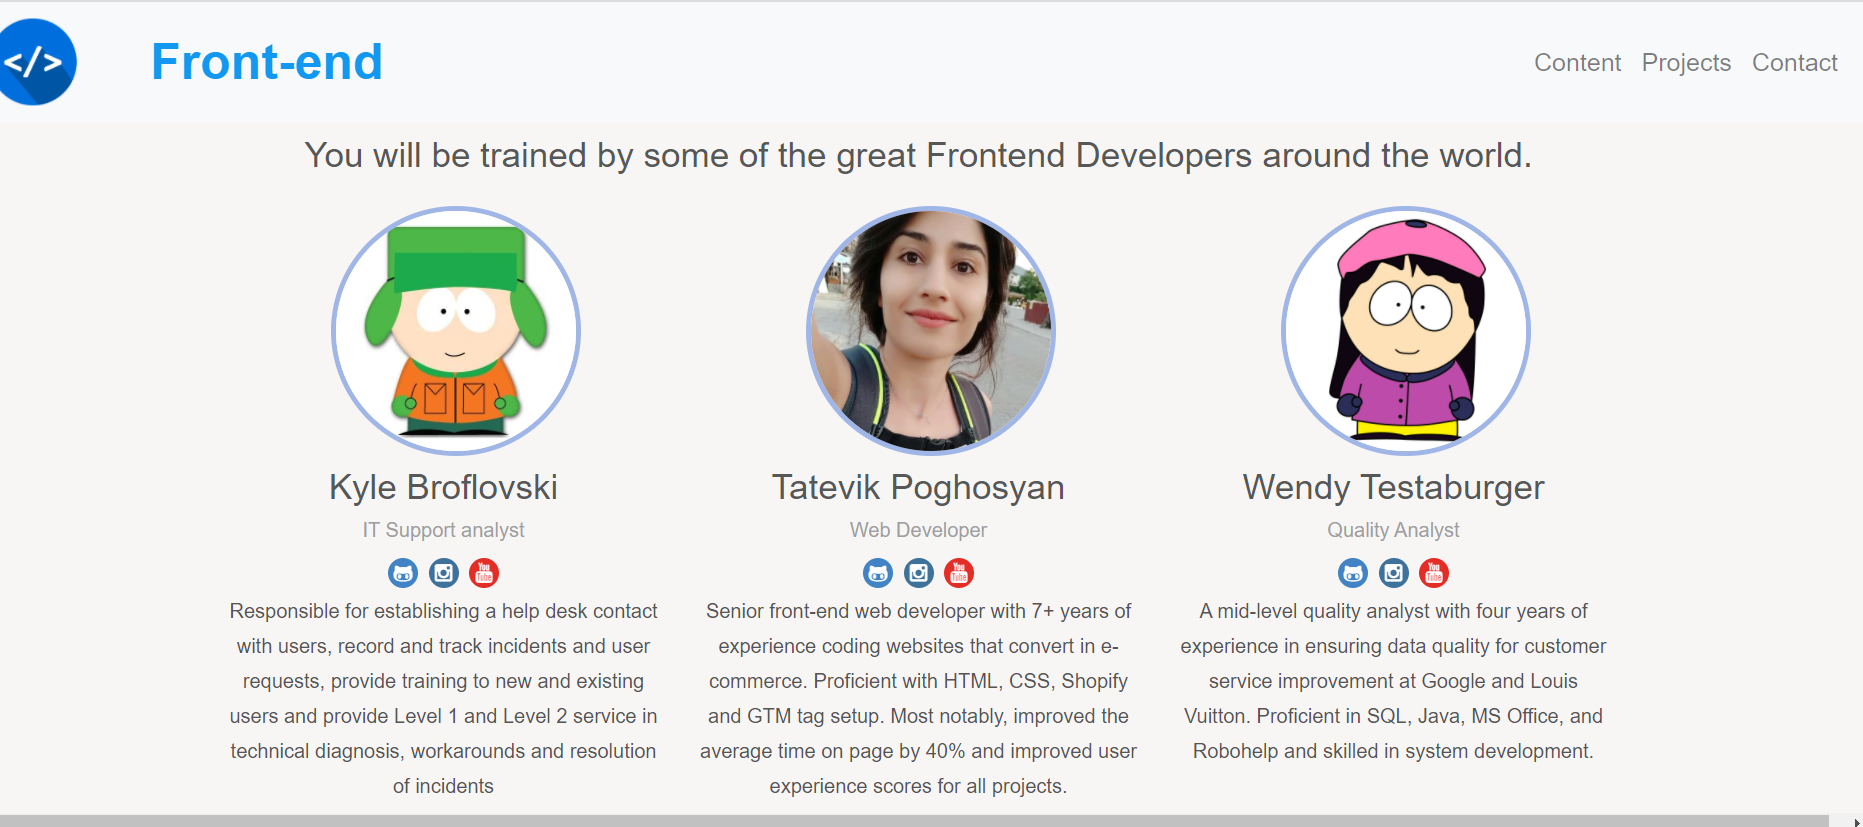 </>
Front-end
Content Projects Contact
You will be trained by some of the great Frontend Developers around the world.
Kyle Broflovski
IT Support analyst
You
Tube
Responsible for establishing a help desk contact
with users, record and track incidents and user
requests, provide training to new and existing
users and provide Level 1 and Level 2 service in
technical diagnosis, workarounds and resolution
of incidents
Tatevik Poghosyan
Web Developer
You
Tube
Senior front-end web developer with 7+ years of
experience coding websites that convert in e-
commerce. Proficient with HTML, CSS, Shopify
and GTM tag setup. Most notably, improved the
average time on page by 40% and improved user
experience scores for all projects.
Wendy Testaburger
Quality Analyst
You
Tube
A mid-level quality analyst with four years of
experience in ensuring data quality for customer
service improvement at Google and Louis
Vuitton. Proficient in SQL, Java, MS Office, and
Robohelp and skilled in system development.